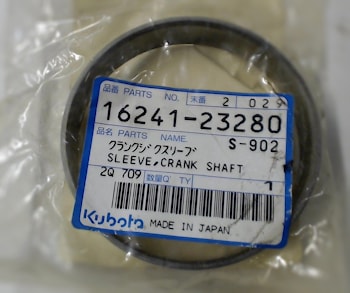 品番 PARTS NO. 末番 2 029
16241-23280
品名 PARTS NAME S-902
クランクジクスリーブ
SLEEVE,CRANK SHAFT
2Q 709 数量Q'TY 1
Kubota MADE IN JAPAN